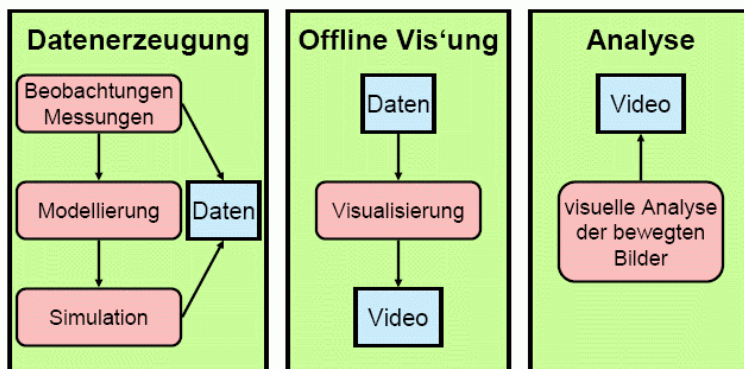 Datenerzeugung
Beobachtungen
Messungen
Modellierung
Daten
Simulation
Offline Vis‘ung
Daten
Visualisierung
Video
Analyse
Video
visuelle Analyse
der bewegten
Bilder